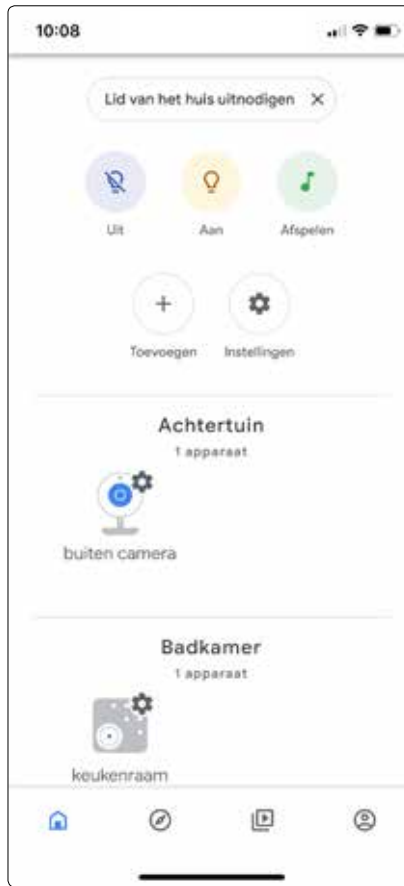 10:08
Lid van het huis uitnodigen
Uit
Aan
Afspelen
Toevoegen
Instellingen
Achtertuin
1 apparaat
buiten camera
Badkamer
1 apparaat
keukenraam